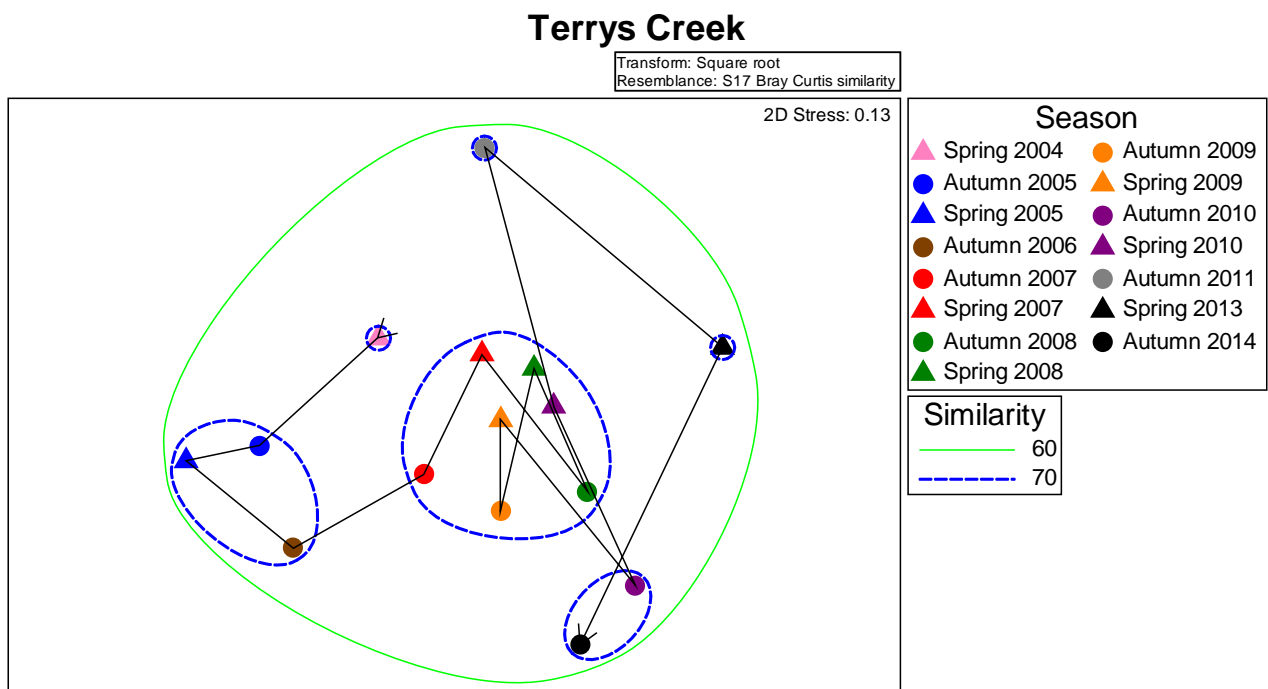 Terrys Creek
Transform: Square root
Resemblance: S17 Bray Curtis similarity
2D Stress: 0.13
Season
Spring 2004
Autumn 2005
Spring 2005
Autumn 2006
Autumn 2007
Spring 2007
Autumn 2008
Spring 2008
Autumn 2009
Spring 2009
Autumn 2010
Spring 2010
Autumn 2011
Spring 2013
Autumn 2014
Similarity
60
70